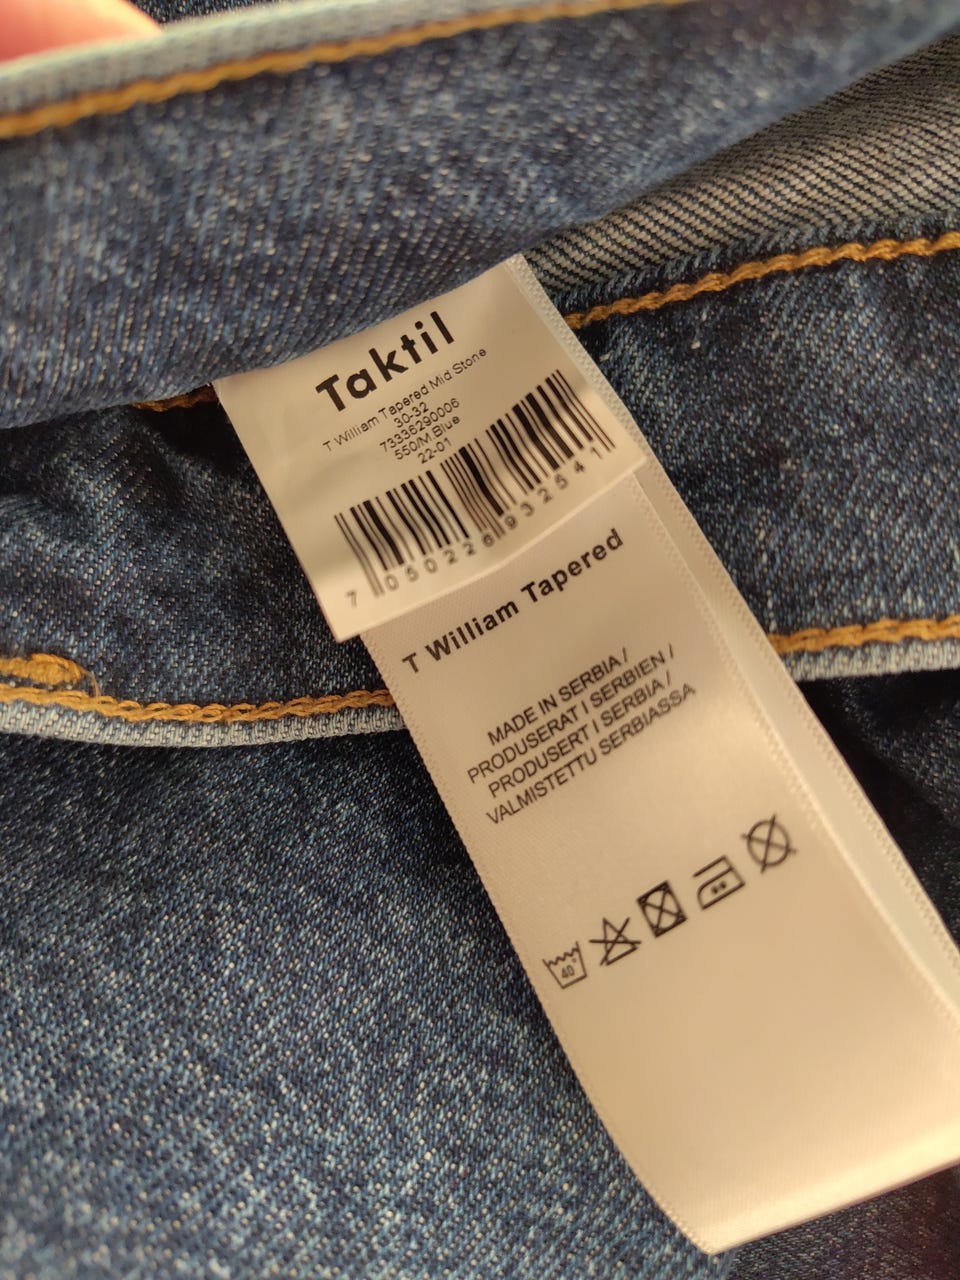 Taktil
T William Tapered Mid Stone
30-32
73336290006
550/M.Blue
22-01
7 050226 932541
T William Tapered
MADE IN SERBIA /
PRODUSERAT I SERBIEN /
PRODUSERT I SERBIA /
VALMISTETTU SERBIASSA
40°